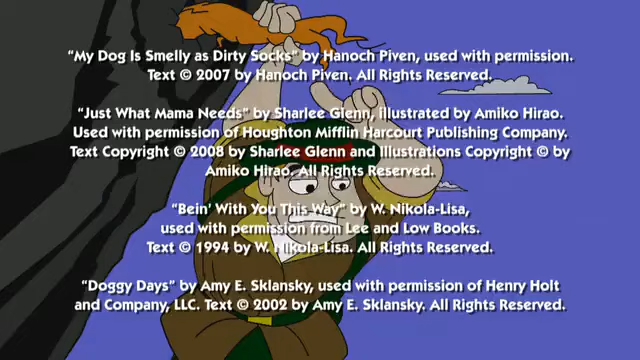 “My Dog Is Smelly as Dirty Socks” by Hanoch Piven, used with permission.
Text © 2007 by Hanoch Piven. All Rights Reserved.
“Just What Mama Needs” by Sharlee Glenn, illustrated by Amiko Hirao.
Used with permission of Houghton Mifflin Harcourt Publishing Company.
Text Copyright © 2008 by Sharlee Glenn and Illustrations Copyright © by
Amiko Hirao. All Rights Reserved.
“Bein’ With You This Way” by W. Nikola-Lisa,
used with permission from Lee and Low Books.
Text © 1994 by W. Nikola-Lisa. All Rights Reserved.
“Doggy Days” by Amy E. Sklansky, used with permission of Henry Holt
and Company, LLC. Text © 2002 by Amy E. Sklansky. All Rights Reserved.